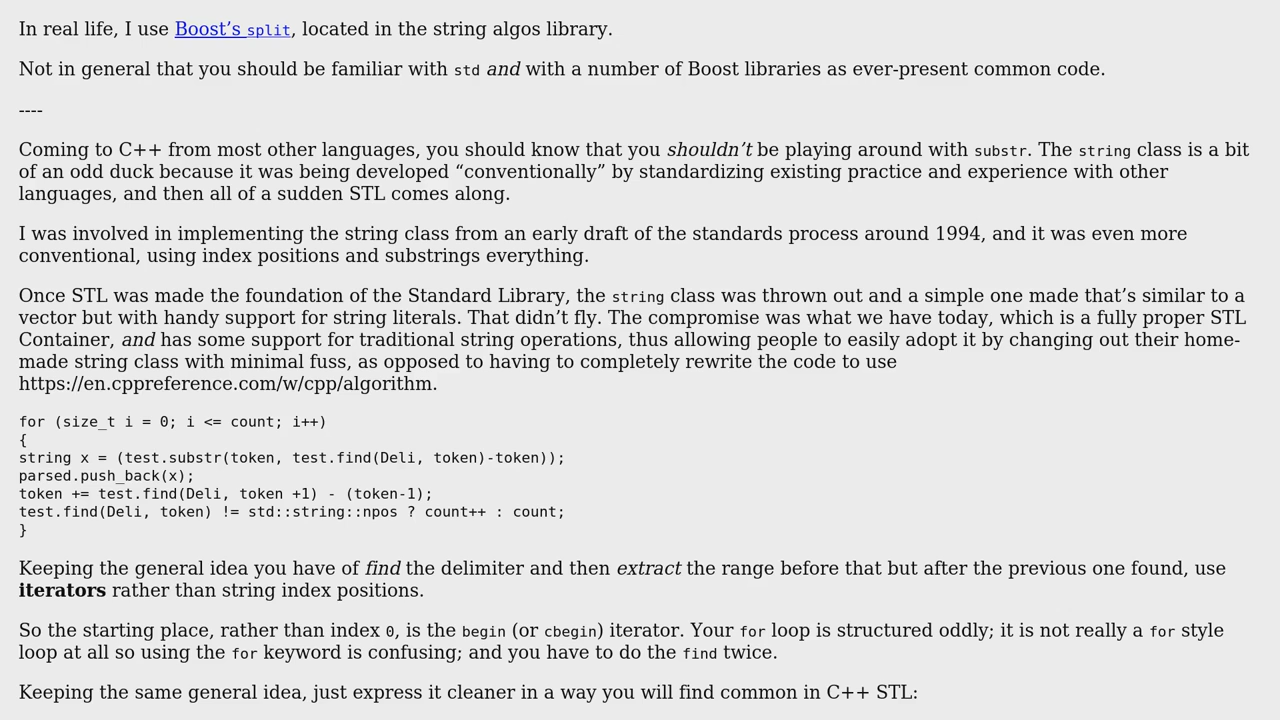 In real life, I use Boost’s split, located in the string algos library.
Not in general that you should be familiar with std and with a number of Boost libraries as ever-present common code.
----
Coming to C++ from most other languages, you should know that you shouldn’t be playing around with substr. The string class is a bit
of an odd duck because it was being developed “conventionally” by standardizing existing practice and experience with other
languages, and then all of a sudden STL comes along.
I was involved in implementing the string class from an early draft of the standards process around 1994, and it was even more
conventional, using index positions and substrings everything.
Once STL was made the foundation of the Standard Library, the string class was thrown out and a simple one made that’s similar to a
vector but with handy support for string literals. That didn’t fly. The compromise was what we have today, which is a fully proper STL
Container, and has some support for traditional string operations, thus allowing people to easily adopt it by changing out their home-
made string class with minimal fuss, as opposed to having to completely rewrite the code to use
https://en.cppreference.com/w/cpp/algorithm.
for (size_t i = 0; i <= count; i++)
{
string x = (test.substr(token, test.find(Deli, token)-token));
parsed.push_back(x);
token += test.find(Deli, token +1) - (token-1);
test.find(Deli, token) != std::string::npos ? count++ : count;
}
Keeping the general idea you have of find the delimiter and then extract the range before that but after the previous one found, use
iterators rather than string index positions.
So the starting place, rather than index 0, is the begin (or cbegin) iterator. Your for loop is structured oddly; it is not really a for style
loop at all so using the for keyword is confusing; and you have to do the find twice.
Keeping the same general idea, just express it cleaner in a way you will find common in C++ STL: